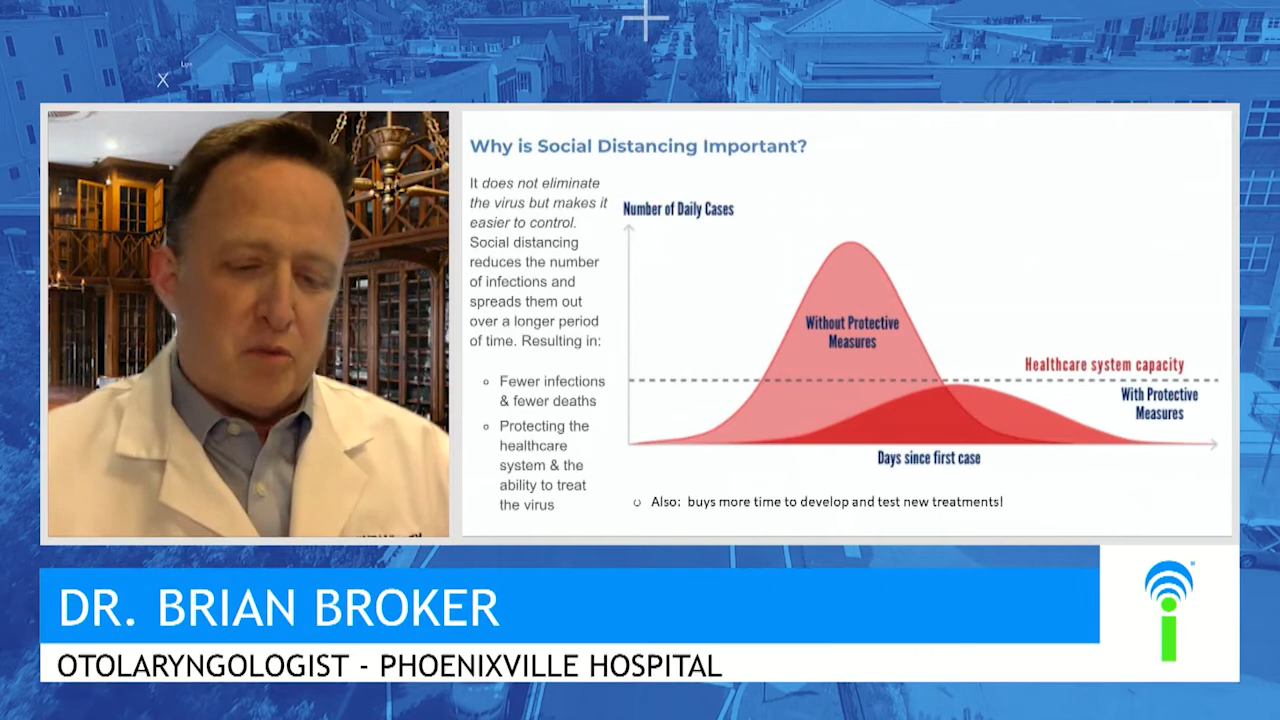 Why is Social Distancing Important?
It does not eliminate
the virus but makes it
easier to control.
Social distancing
reduces the number
of infections and
spreads them out
over a longer period
of time. Resulting in:
Fewer infections
& fewer deaths
Protecting the
healthcare
system & the
ability to treat
the virus
Number of Daily Cases
Without Protective
Measures
Healthcare system capacity
With Protective
Measures
Days since first case
Also: buys more time to develop and test new treatments!
DR. BRIAN BROKER
OTOLARYNGOLOGIST - PHOENIXVILLE HOSPITAL